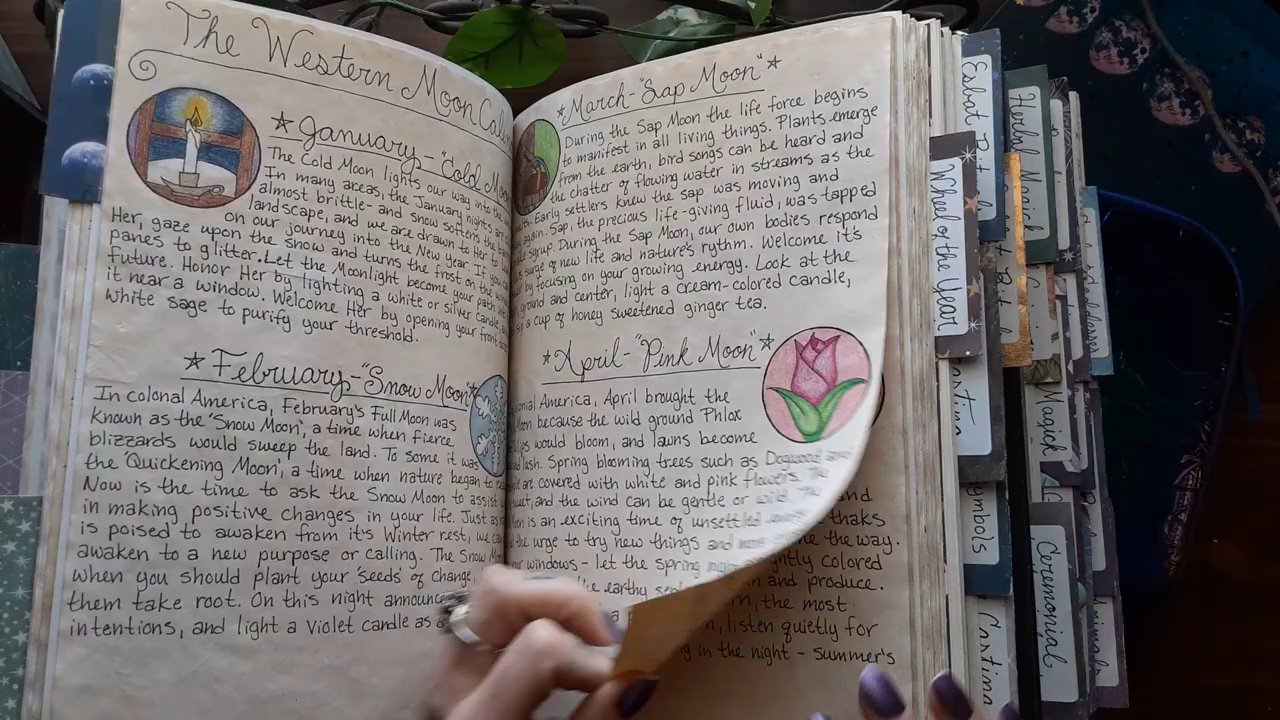 The Western Moon
January - "Cold Moon
The Cold Moon lights our way into the
In many areas, the January nights are
almost brittle- and snow softens the
landscape, and we are drawn to Her to
on our journey into the New year. If you
Her, gaze upon the snow and turns the frost on the
panes to glitter. Let the Moonlight become your path
future. Honor Her by lighting a white or silver candle
it near a window. Welcome Her by opening your front
white sage to purify your threshold.
February - "Snow Moon"
In colonial America, February's Full Moon was
known as the 'Snow Moon', a time when fierce
blizzards would sweep the land. To some it was
the 'Quickening Moon', a time when nature began to
Now is the time to ask the Snow Moon to assist
in making positive changes in your life. Just as
is poised to awaken from it's Winter rest, we can
awaken to a new purpose or calling. The Snow
when you should plant your 'seeds' of change,
them take root. On this night announce
intentions, and light a violet candle as a
March - "Sap Moon"
During the Sap Moon the life force begins
to manifest in all living things. Plants emerge
from the earth, bird songs can be heard and
the chatter of flowing water in streams as the
Early settlers knew the sap was moving and
again. Sap, the precious life-giving fluid, was tapped
syrup. During the Sap Moon, our own bodies respond
surge of new life and nature's rythm. Welcome it's
by focusing on your growing energy. Look at the
ground and center, light a cream-colored candle,
a cup of honey sweetened ginger tea.
April - "Pink Moon"
America, April brought the
Moon because the wild ground Phlox
would bloom, and lawns become
lush. Spring blooming trees such as Dogwood and
are covered with white and pink flowers. The
and the wind can be gentle or wild. The
Moon is an exciting time of unsettled
the urge to try new things and
windows - let the spring
the earthy
and
thaks
the way.
colored
and produce.
the most
listen quietly for
in the night - summer's
Esbat
Herbal Magick
Wheel of the Year
Symbols
Magick
Ceremonial
Animals